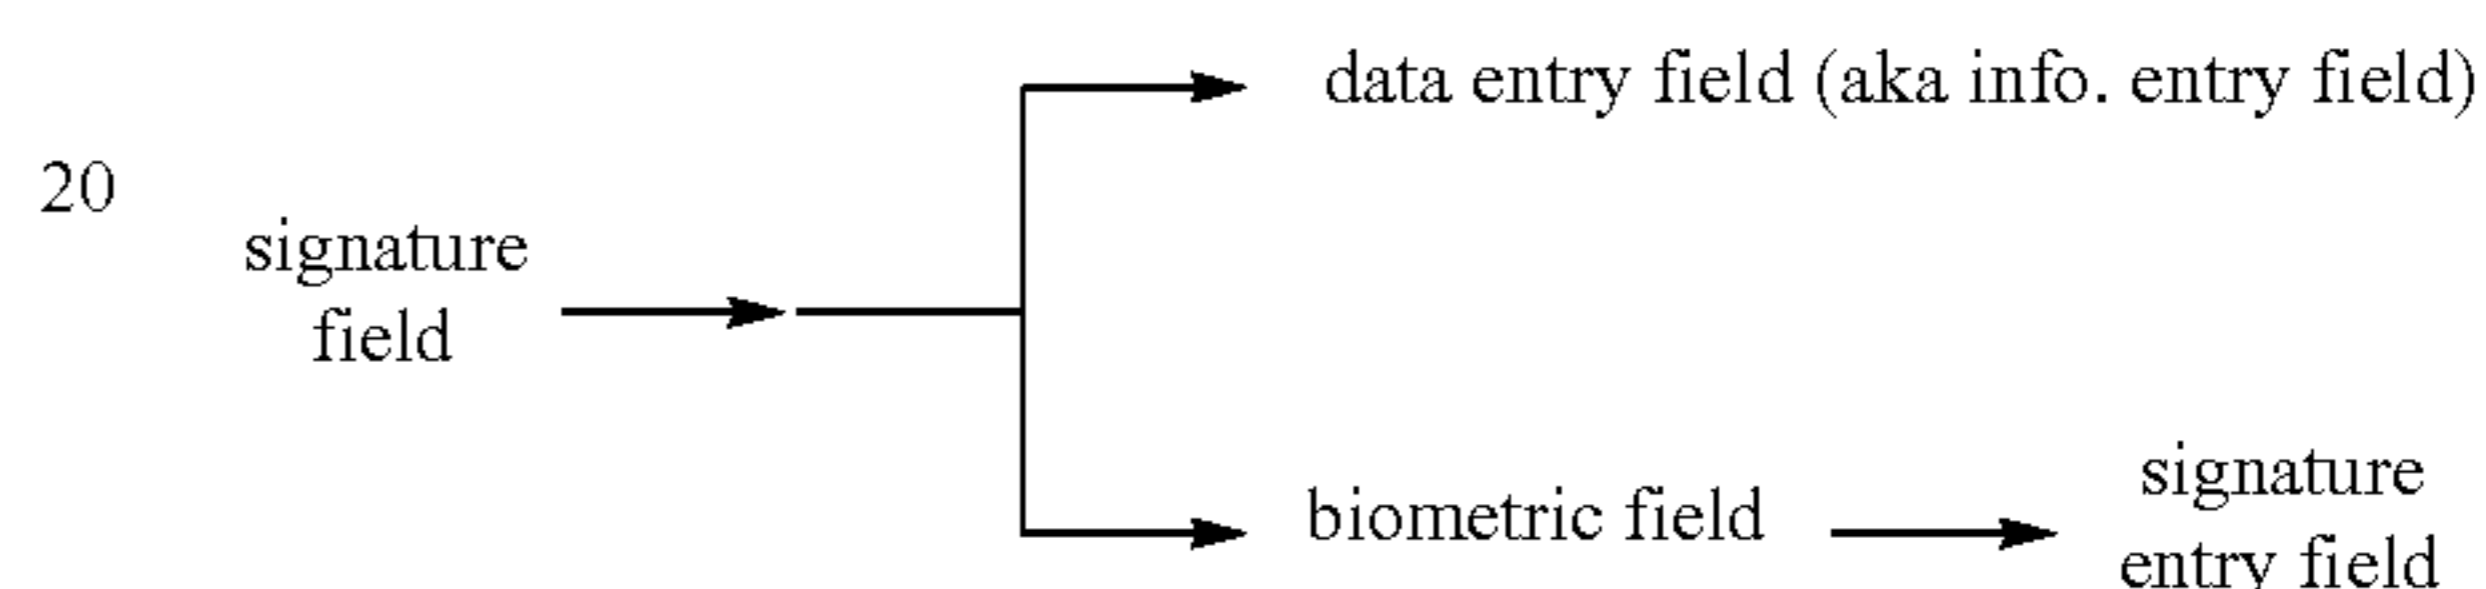 data entry field (aka info. entry field)
20
signature
field
biometric field
signature
entry field